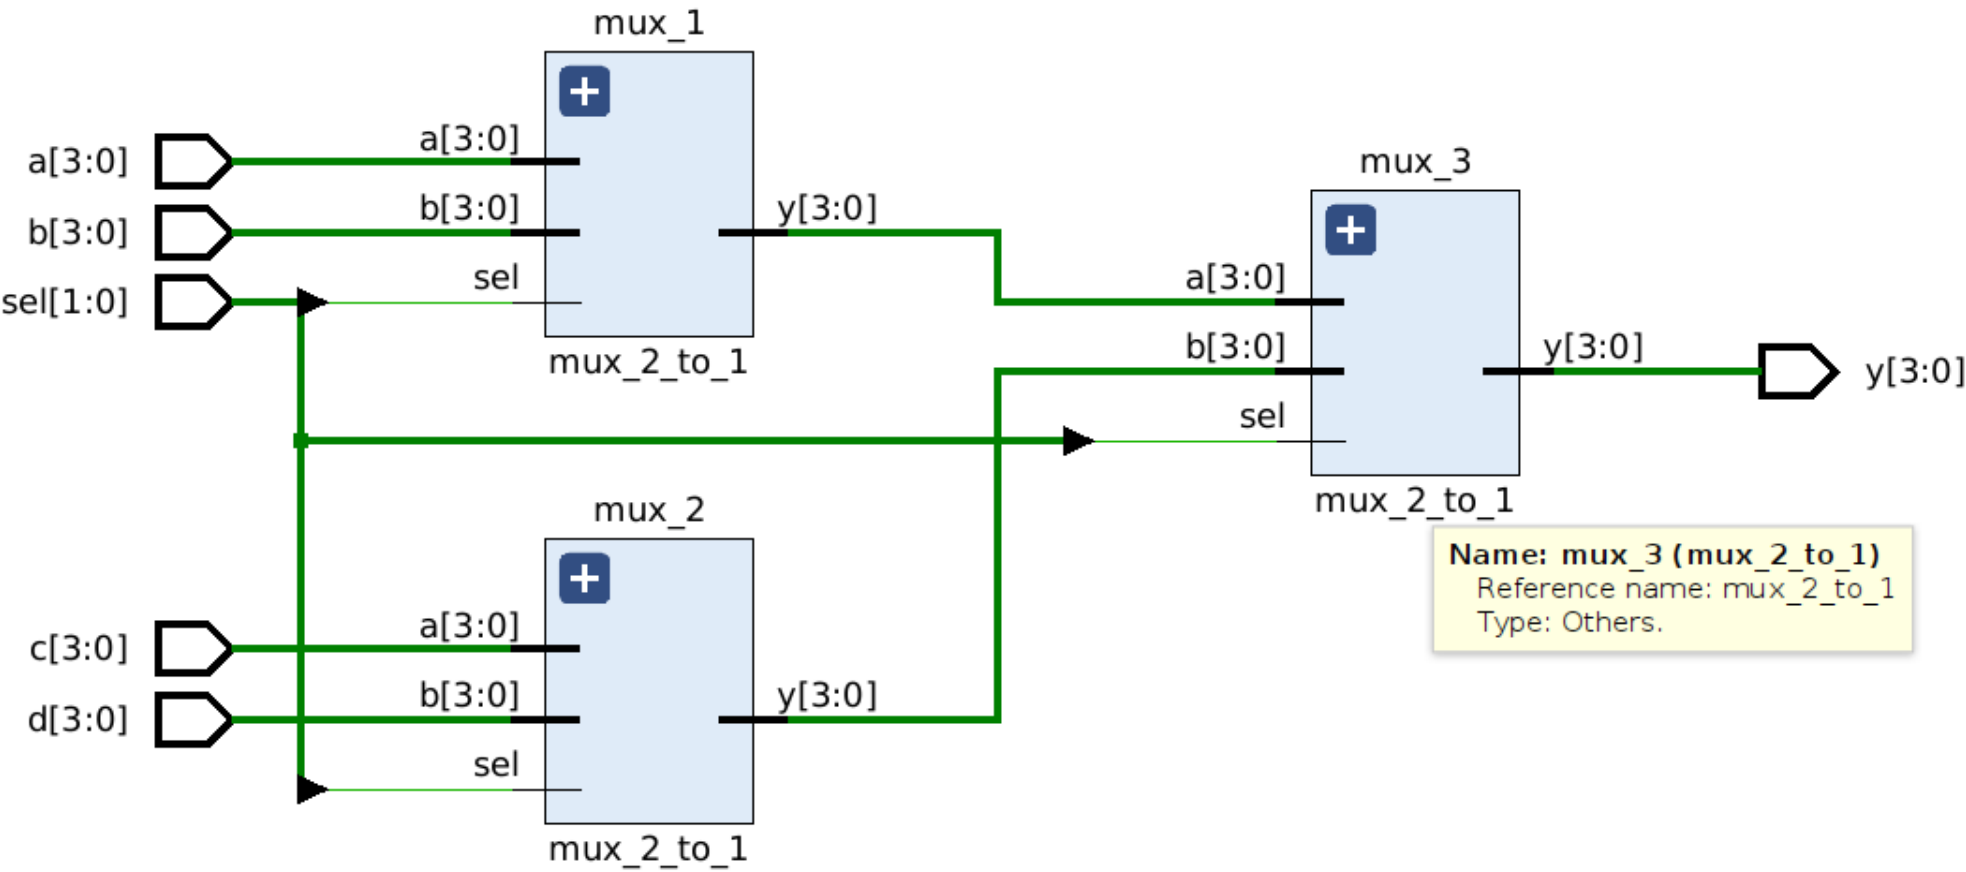 mux_1
a[3:0]
a[3:0]
b[3:0]
b[3:0]
y[3:0]
sel[1:0]
sel
mux_2_to_1
mux_3
a[3:0]
b[3:0]
y[3:0]
y[3:0]
sel
mux_2_to_1
Name: mux_3 (mux_2_to_1)
Reference name: mux_2_to_1
Type: Others.
mux_2
c[3:0]
a[3:0]
d[3:0]
b[3:0]
y[3:0]
sel
mux_2_to_1